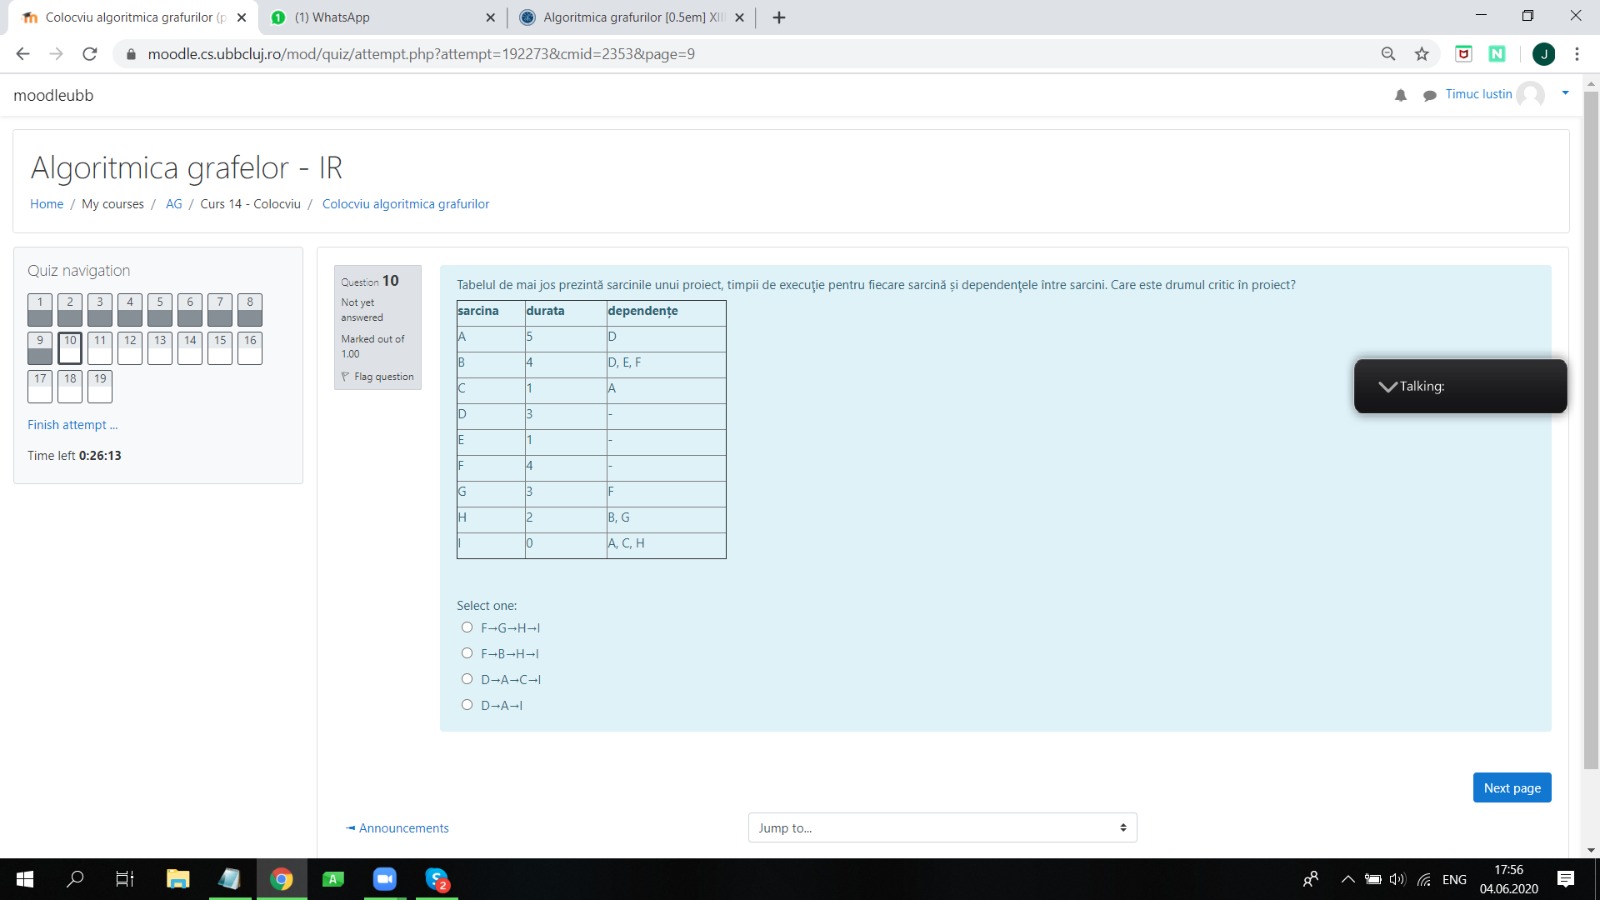 Colocviu algoritmica grafurilor (p
(1) WhatsApp
Algoritmica grafurilor [0.5em] XII
moodle.cs.ubbcluj.ro/mod/quiz/attempt.php?attempt=192273&cmid=2353&page=9
J
moodleubb
Timuc Iustin
Algoritmica grafelor - IR
Home / My courses / AG / Curs 14 - Colocviu / Colocviu algoritmica grafurilor
Quiz navigation
1 2 3 4 5 6 7 8
9 10 11 12 13 14 15 16
17 18 19
Finish attempt ...
Time left 0:26:13
Question 10
Not yet
answered
Marked out of
1.00
Flag question
Tabelul de mai jos prezintă sarcinile unui proiect, timpii de execuţie pentru fiecare sarcină și dependenţele între sarcini. Care este drumul critic în proiect?
sarcina durata dependențe
A 5 D
B 4 D, E, F
C 1 A
D 3 -
E 1 -
F 4 -
G 3 F
H 2 B, G
I 0 A, C, H
Select one:
F→G→H→I
F→B→H→I
D→A→C→I
D→A→I
Talking:
Next page
◄ Announcements
Jump to...
ENG
17:56
04.06.2020